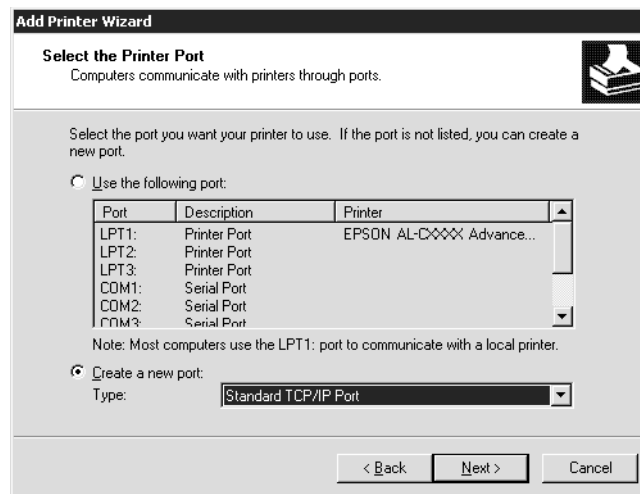 Add Printer Wizard
Select the Printer Port
Computers communicate with printers through ports.
Select the port you want your printer to use. If the port is not listed, you can create a
new port.
Use the following port:
Port Description Printer
LPT1: Printer Port EPSON AL-CXXXX Advance...
LPT2: Printer Port
LPT3: Printer Port
COM1: Serial Port
COM2: Serial Port
COM3: Serial Port
Note: Most computers use the LPT1: port to communicate with a local printer.
Create a new port:
Type: Standard TCP/IP Port
< Back Next > Cancel